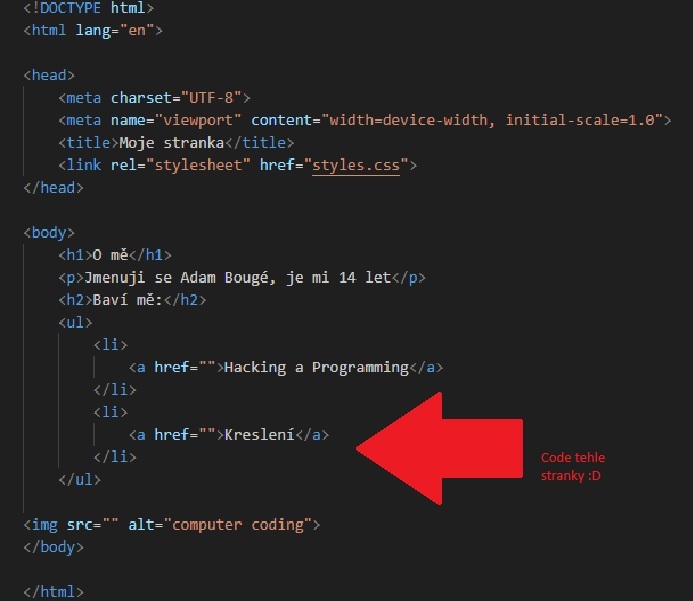 <!DOCTYPE html>
<html lang="en">
<head>
<meta charset="UTF-8">
<meta name="viewport" content="width=device-width, initial-scale=1.0">
<title>Moje stranka</title>
<link rel="stylesheet" href="styles.css">
</head>
<body>
<h1>O mě</h1>
<p>Jmenuji se Adam Bougé, je mi 14 let</p>
<h2>Baví mě:</h2>
<ul>
<li>
<a href="">Hacking a Programming</a>
</li>
<li>
<a href="">Kreslení</a>
</li>
</ul>
Code tehle
stranky :D
<img src="" alt="computer coding">
</body>
</html>